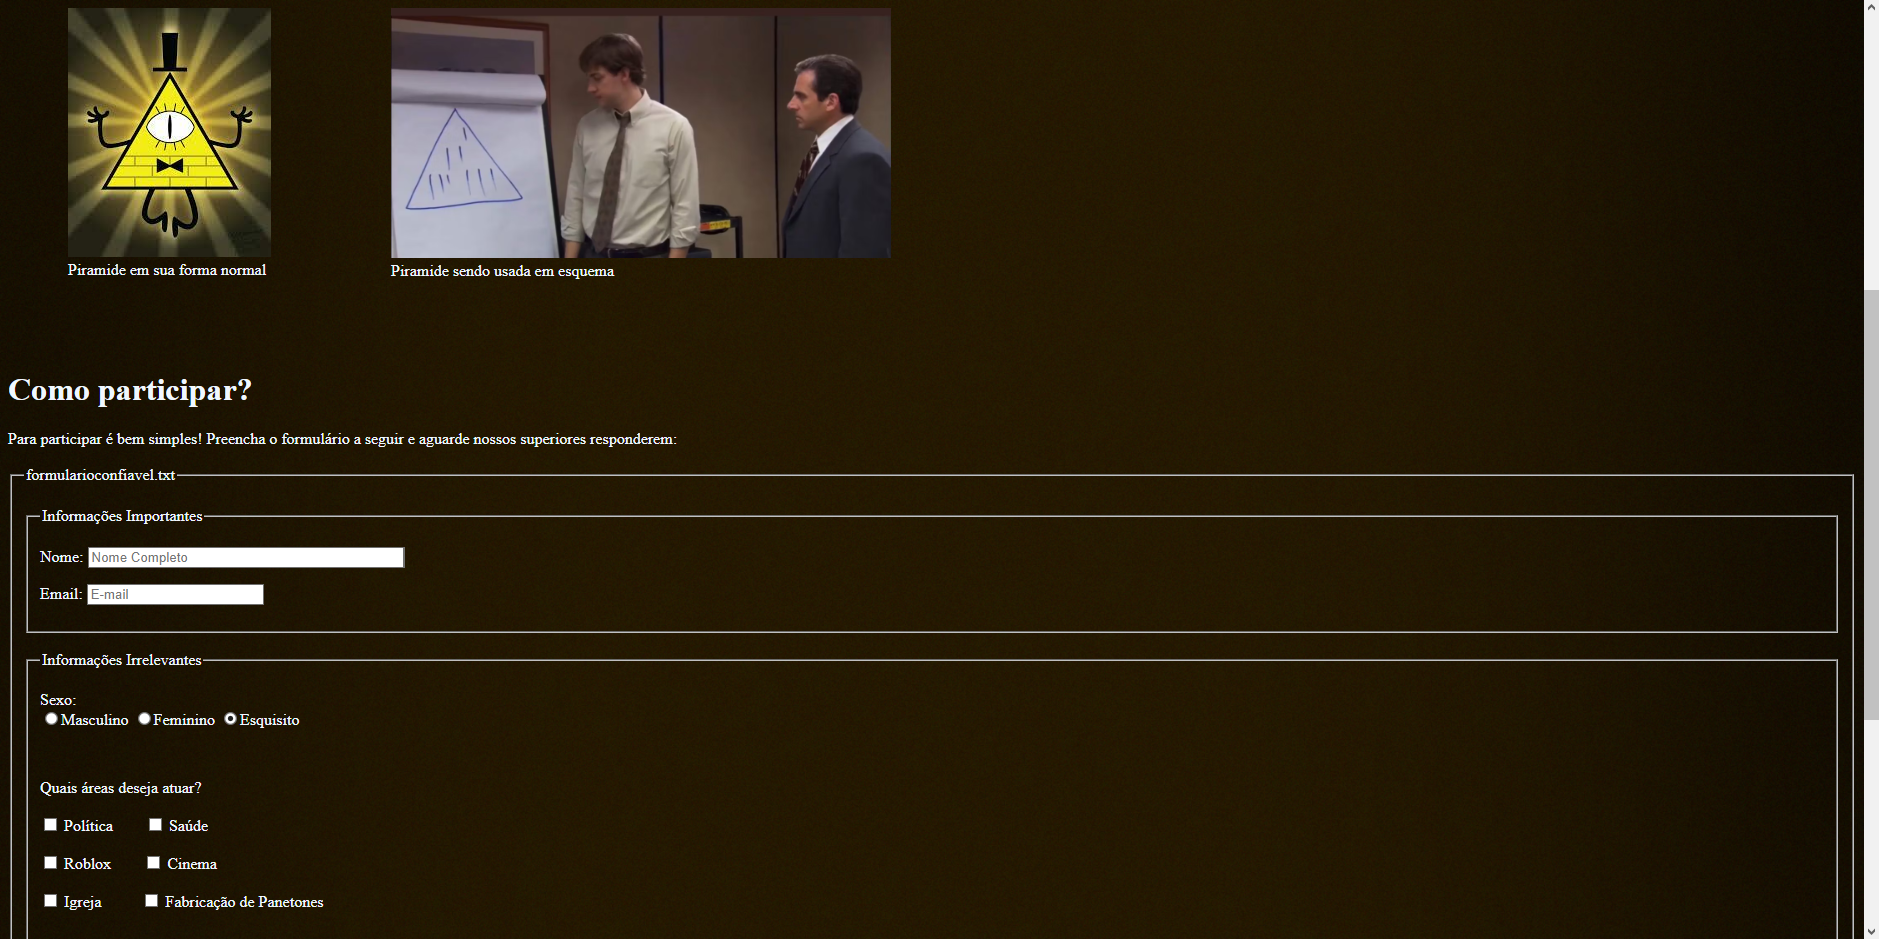 Piramide em sua forma normal
Piramide sendo usada em esquema
Como participar?
Para participar é bem simples! Preencha o formulário a seguir e aguarde nossos superiores responderem:
formularioconfiavel.txt
Informações Importantes
Nome: Nome Completo
Email: E-mail
Informações Irrelevantes
Sexo:
Masculino Feminino Esquisito
Quais áreas deseja atuar?
Política Saúde
Roblox Cinema
Igreja Fabricação de Panetones